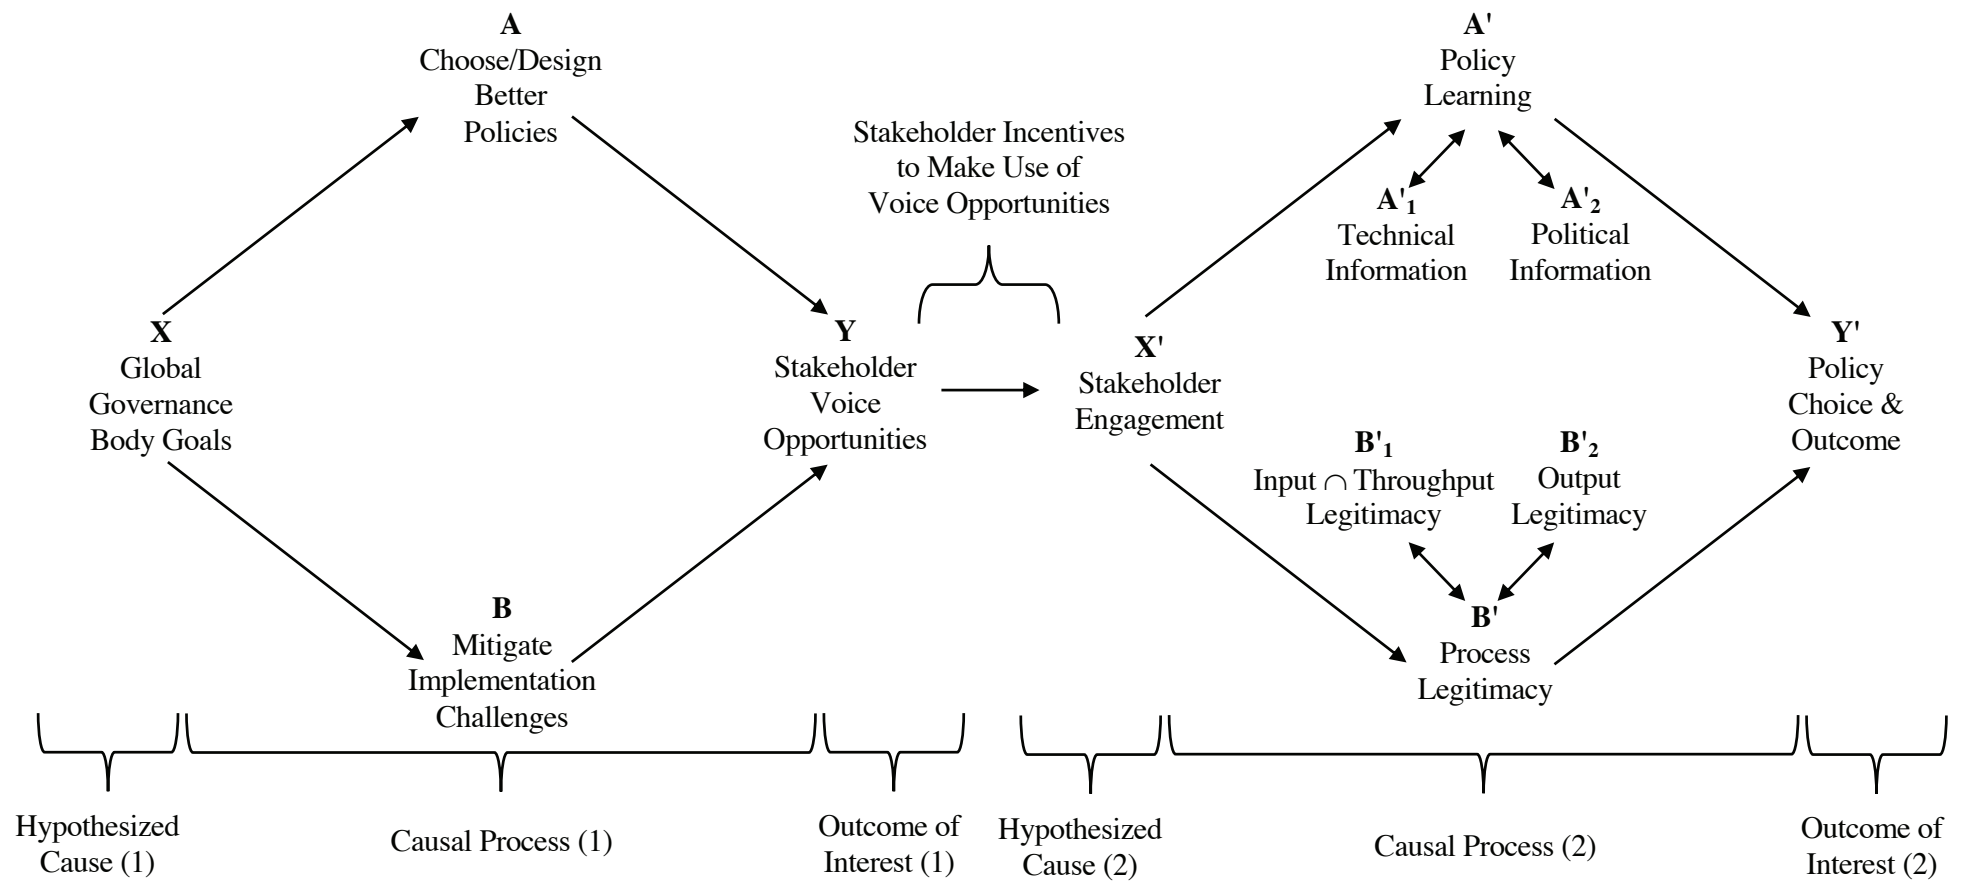 A
Choose/Design
Better
Policies
Stakeholder Incentives
to Make Use of
Voice Opportunities
A'
Policy
Learning
A'1
Technical
Information
A'2
Political
Information
X
Global
Governance
Body Goals
Y
Stakeholder
Voice
Opportunities
X'
Stakeholder
Engagement
Y'
Policy
Choice &
Outcome
B'1
Input ∩ Throughput
Legitimacy
B'2
Output
Legitimacy
B
Mitigate
Implementation
Challenges
B'
Process
Legitimacy
Hypothesized
Cause (1)
Causal Process (1)
Outcome of
Interest (1)
Hypothesized
Cause (2)
Causal Process (2)
Outcome of
Interest (2)